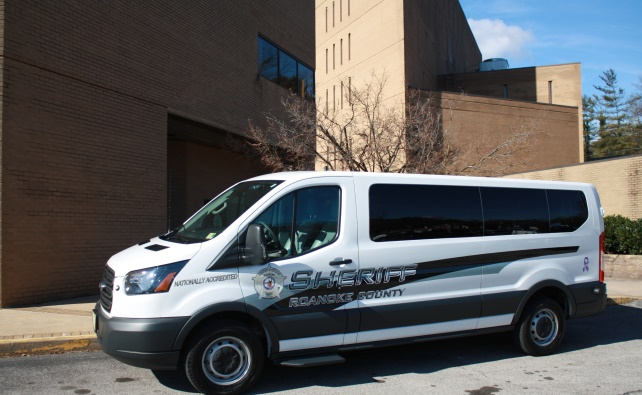 NATIONALLY ACCREDITED
SHERIFF
ROANOKE COUNTY